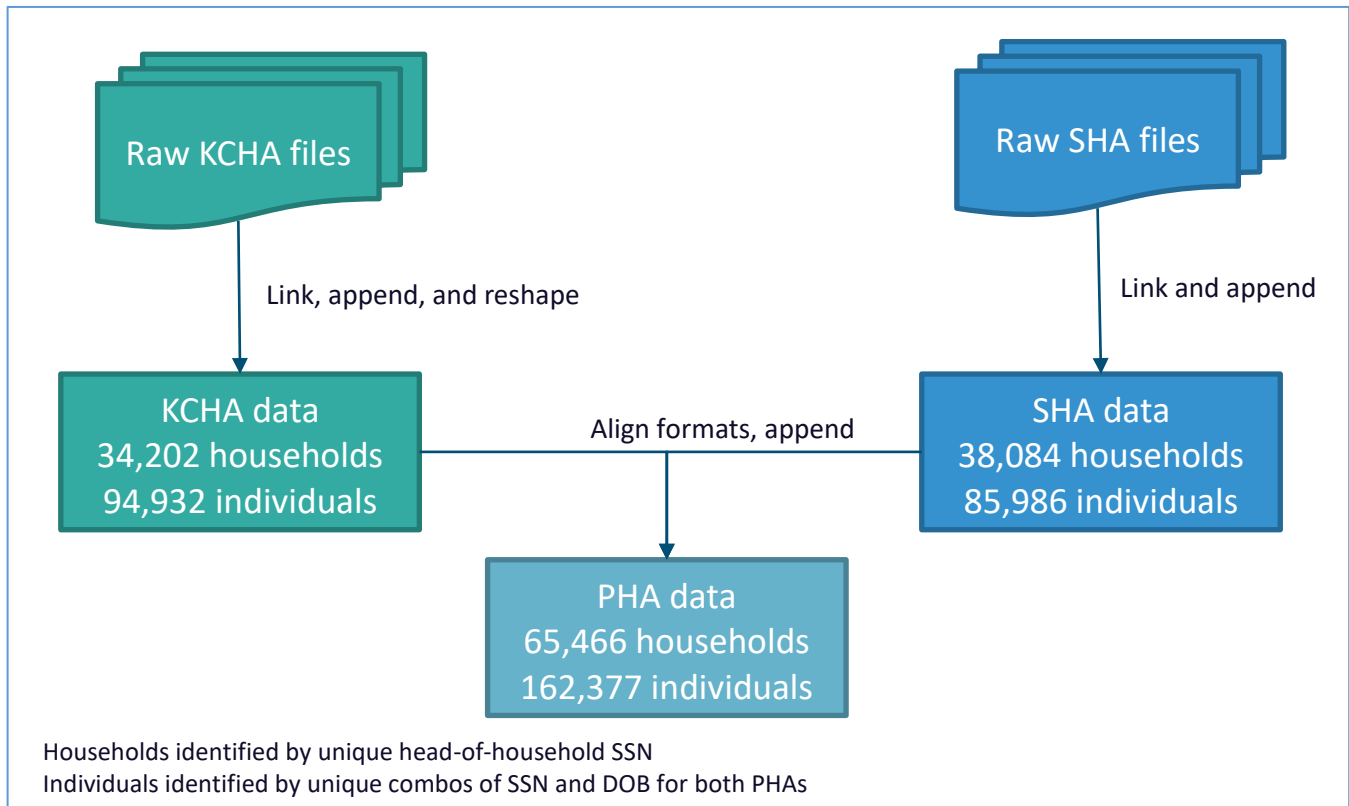 Raw KCHA files
Raw SHA files
Link, append, and reshape
Link and append
KCHA data
34,202 households
94,932 individuals
Align formats, append
SHA data
38,084 households
85,986 individuals
PHA data
65,466 households
162,377 individuals
Households identified by unique head-of-household SSN
Individuals identified by unique combos of SSN and DOB for both PHAs